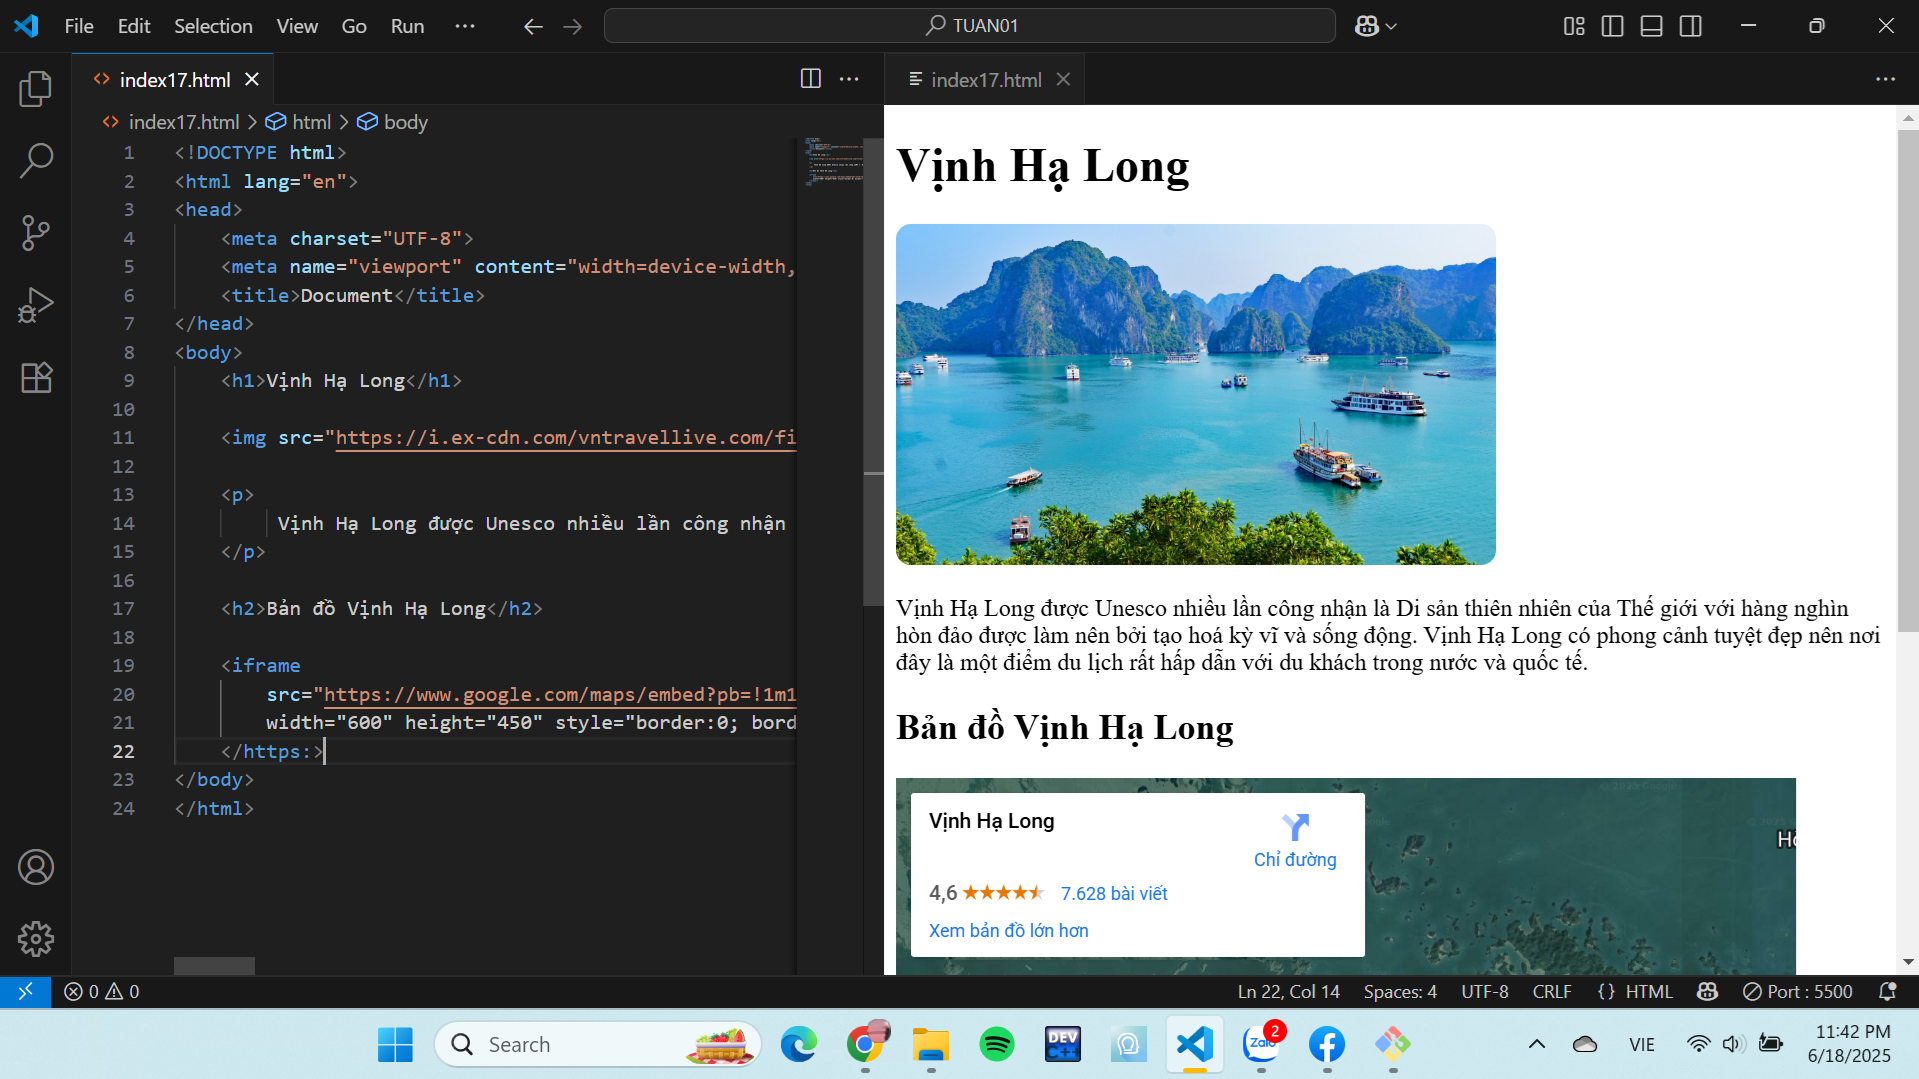 File Edit Selection View Go Run ··· TUAN01
index17.html
index17.html > html > body
1 <!DOCTYPE html>
2 <html lang="en">
3 <head>
4 <meta charset="UTF-8">
5 <meta name="viewport" content="width=device-width,
6 <title>Document</title>
7 </head>
8 <body>
9 <h1>Vịnh Hạ Long</h1>
10
11 <img src="https://i.ex-cdn.com/vntravellive.com/fi
12
13 <p>
14 Vịnh Hạ Long được Unesco nhiều lần công nhận
15 </p>
16
17 <h2>Bản đồ Vịnh Hạ Long</h2>
18
19 <iframe
20 src="https://www.google.com/maps/embed?pb=!1m1
21 width="600" height="450" style="border:0; bord
22 </https:>
23 </body>
24 </html>
index17.html
Vịnh Hạ Long
Vịnh Hạ Long được Unesco nhiều lần công nhận là Di sản thiên nhiên của Thế giới với hàng nghìn
hòn đảo được làm nên bởi tạo hoá kỳ vĩ và sống động. Vịnh Hạ Long có phong cảnh tuyệt đẹp nên nơi
đây là một điểm du lịch rất hấp dẫn với du khách trong nước và quốc tế.
Bản đồ Vịnh Hạ Long
Vịnh Hạ Long
Chỉ đường
4,6 7.628 bài viết
Xem bản đồ lớn hơn
0 0 Ln 22, Col 14 Spaces: 4 UTF-8 CRLF {} HTML Port : 5500
Search
DEV
C++
Zalo
2
VIE
11:42 PM
6/18/2025